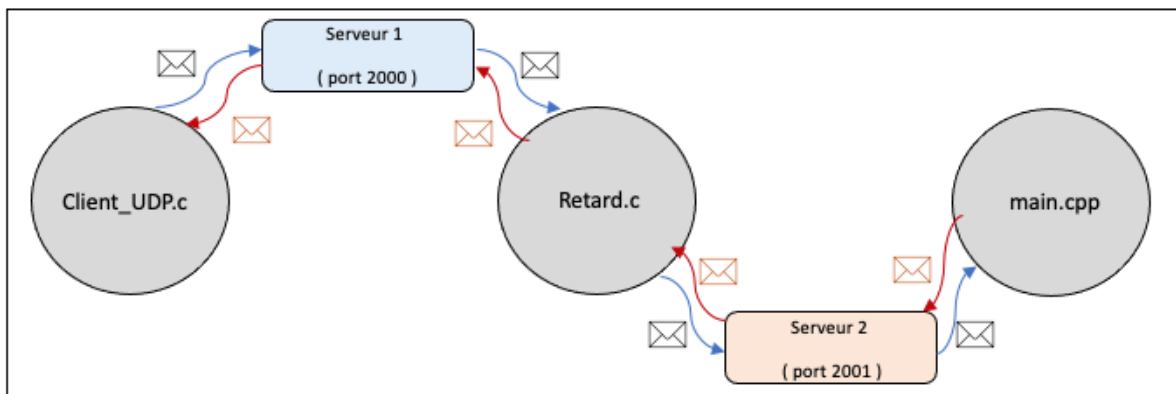 Serveur 1
( port 2000 )
Client_UDP.c
Retard.c
main.cpp
Serveur 2
( port 2001 )